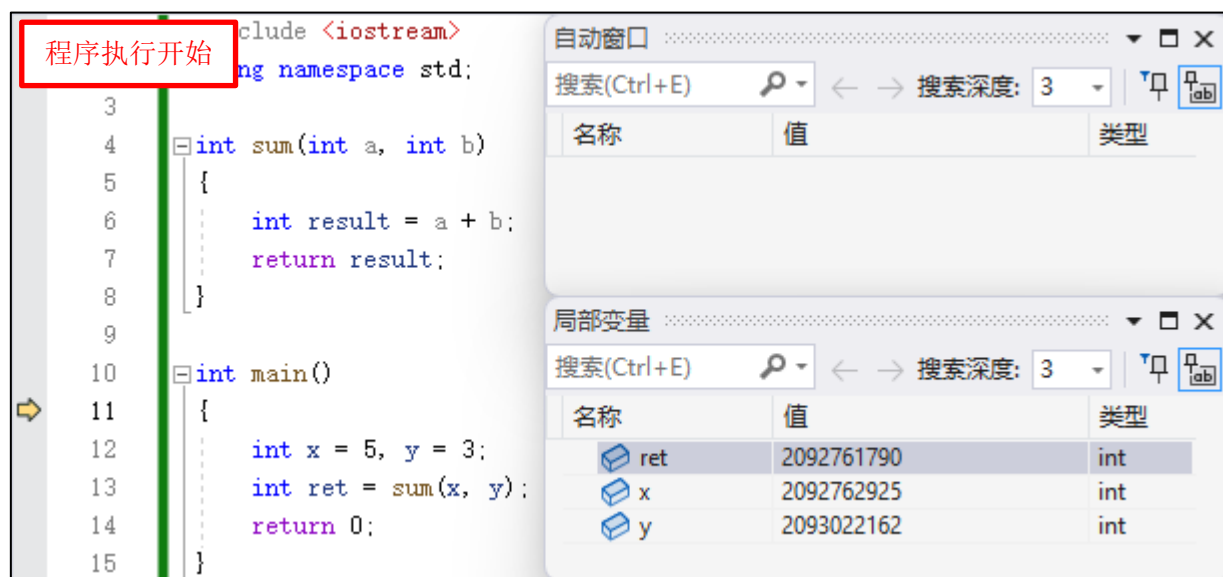 程序执行开始
clude <iostream>
ng namespace std;
3
4 int sum(int a, int b)
5 {
6 int result = a + b;
7 return result;
8 }
9
10 int main()
11 {
12 int x = 5, y = 3;
13 int ret = sum(x, y);
14 return 0;
15 }
自动窗口
搜索(Ctrl+E) 搜索深度: 3
名称 值 类型
局部变量
搜索(Ctrl+E) 搜索深度: 3
名称 值 类型
ret 2092761790 int
x 2092762925 int
y 2093022162 int